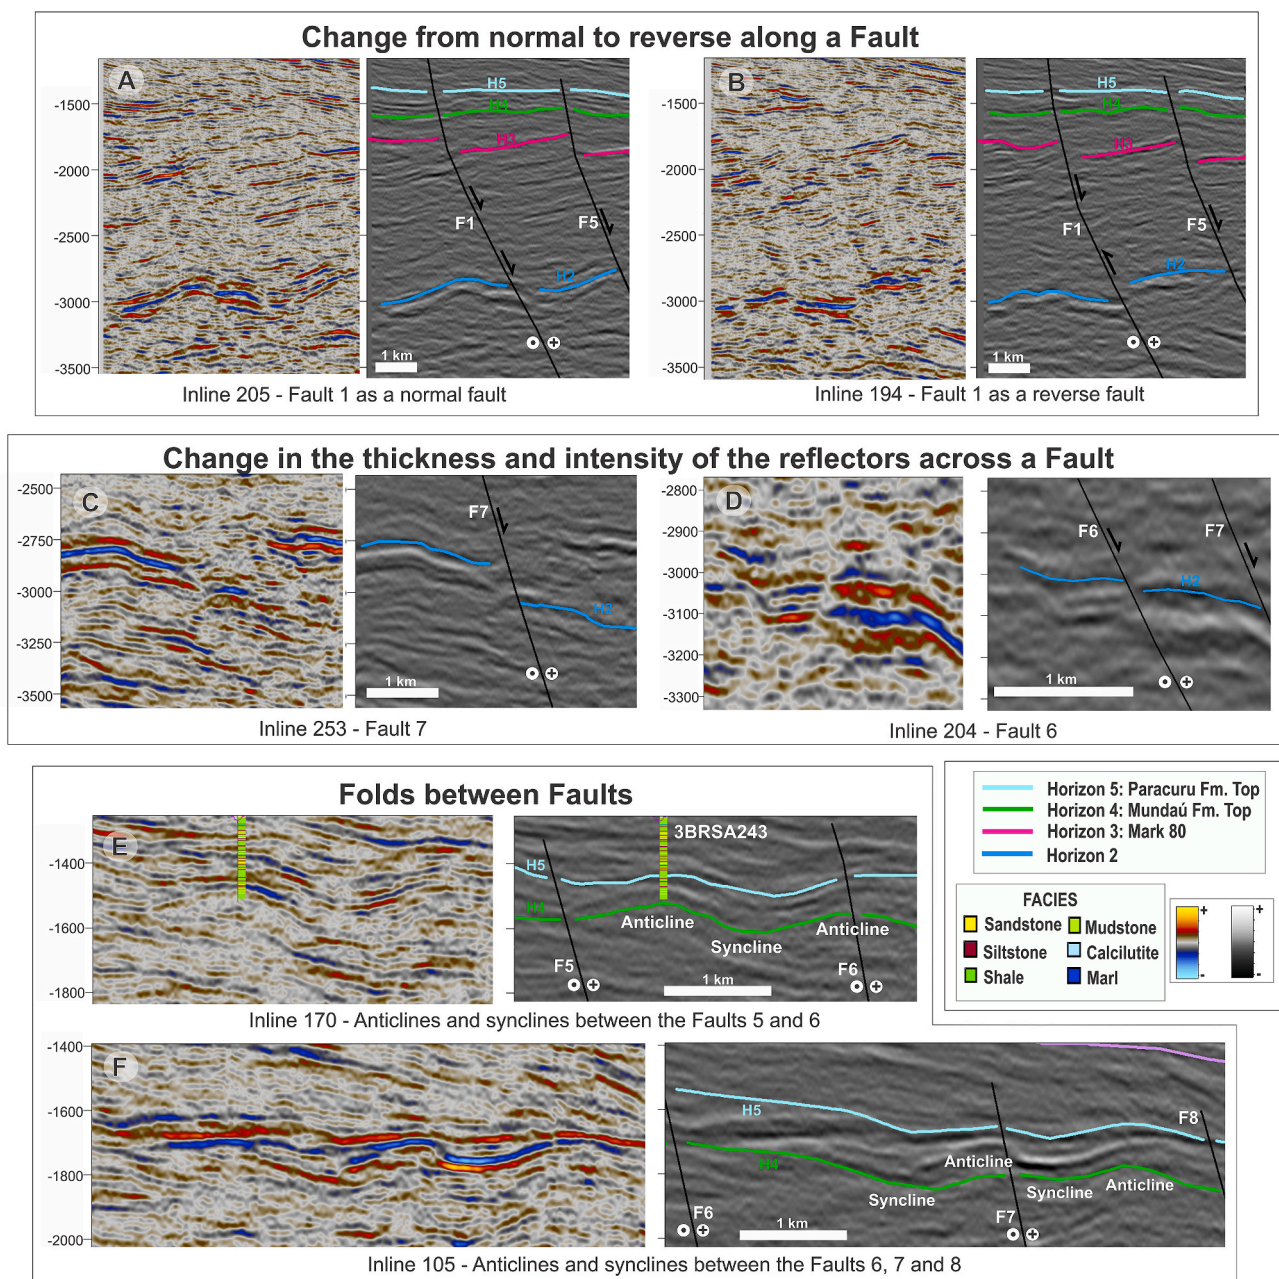 Change from normal to reverse along a Fault
A
-1500
-2000
-2500
-3000
-3500
H5
H4
H3
F1
F5
H2
1 km
Inline 205 - Fault 1 as a normal fault
B
-1500
-2000
-2500
-3000
-3500
H5
H4
H3
F1
F5
H2
1 km
Inline 194 - Fault 1 as a reverse fault
Change in the thickness and intensity of the reflectors across a Fault
C
-2500
-2750
-3000
-3250
-3500
F7
H2
1 km
Inline 253 - Fault 7
D
-2800
-2900
-3000
-3100
-3200
-3300
F6
F7
H2
1 km
Inline 204 - Fault 6
Folds between Faults
E
-1400
-1600
-1800
3BRSA243
H5
H4
Anticline
Syncline
Anticline
F5
F6
1 km
Inline 170 - Anticlines and synclines between the Faults 5 and 6
F
-1400
-1600
-1800
-2000
H5
H4
F8
Anticline
Syncline
Syncline
Anticline
F6
F7
1 km
Inline 105 - Anticlines and synclines between the Faults 6, 7 and 8
Horizon 5: Paracuru Fm. Top
Horizon 4: Mundaú Fm. Top
Horizon 3: Mark 80
Horizon 2
FACIES
Sandstone
Mudstone
Siltstone
Calcilutite
Shale
Marl
+
-
+
-